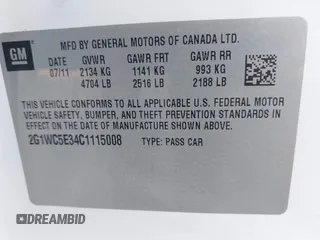 GM
MFD BY GENERAL MOTORS OF CANADA LTD.
DATE GVWR GAWR FRT GAWR RR
07/11 2134 KG 1141 KG 993 KG
4704 LB 2516 LB 2188 LB
THIS VEHICLE CONFORMS TO ALL APPLICABLE U.S. FEDERAL MOTOR
VEHICLE SAFETY, BUMPER, AND THEFT PREVENTION STANDARDS IN
EFFECT ON THE DATE OF MANUFACTURE SHOWN ABOVE.
2G1WC5E34C1115008 TYPE: PASS CAR
DREAMBID